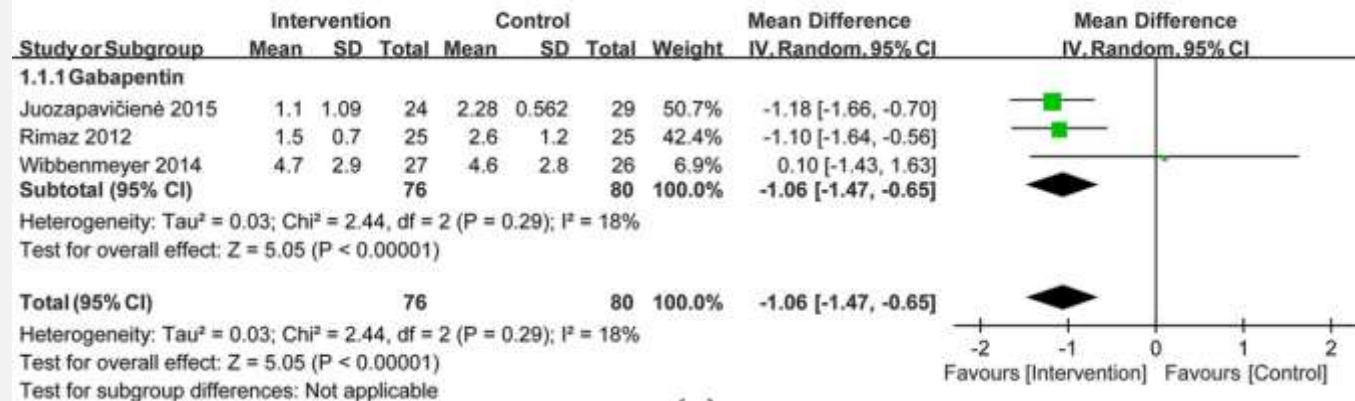 Intervention Control Mean Difference Mean Difference
Study or Subgroup Mean SD Total Mean SD Total Weight IV, Random, 95% CI IV, Random, 95% CI
1.1.1 Gabapentin
Juozapavičienė 2015 1.1 1.09 24 2.28 0.562 29 50.7% -1.18 [-1.66, -0.70]
Rimaz 2012 1.5 0.7 25 2.6 1.2 25 42.4% -1.10 [-1.64, -0.56]
Wibbenmeyer 2014 4.7 2.9 27 4.6 2.8 26 6.9% 0.10 [-1.43, 1.63]
Subtotal (95% CI) 76 80 100.0% -1.06 [-1.47, -0.65]
Heterogeneity: Tau² = 0.03; Chi² = 2.44, df = 2 (P = 0.29); I² = 18%
Test for overall effect: Z = 5.05 (P < 0.00001)
Total (95% CI) 76 80 100.0% -1.06 [-1.47, -0.65]
Heterogeneity: Tau² = 0.03; Chi² = 2.44, df = 2 (P = 0.29); I² = 18%
-2 -1 0 1 2
Test for overall effect: Z = 5.05 (P < 0.00001)
Favours [Intervention] Favours [Control]
Test for subgroup differences: Not applicable